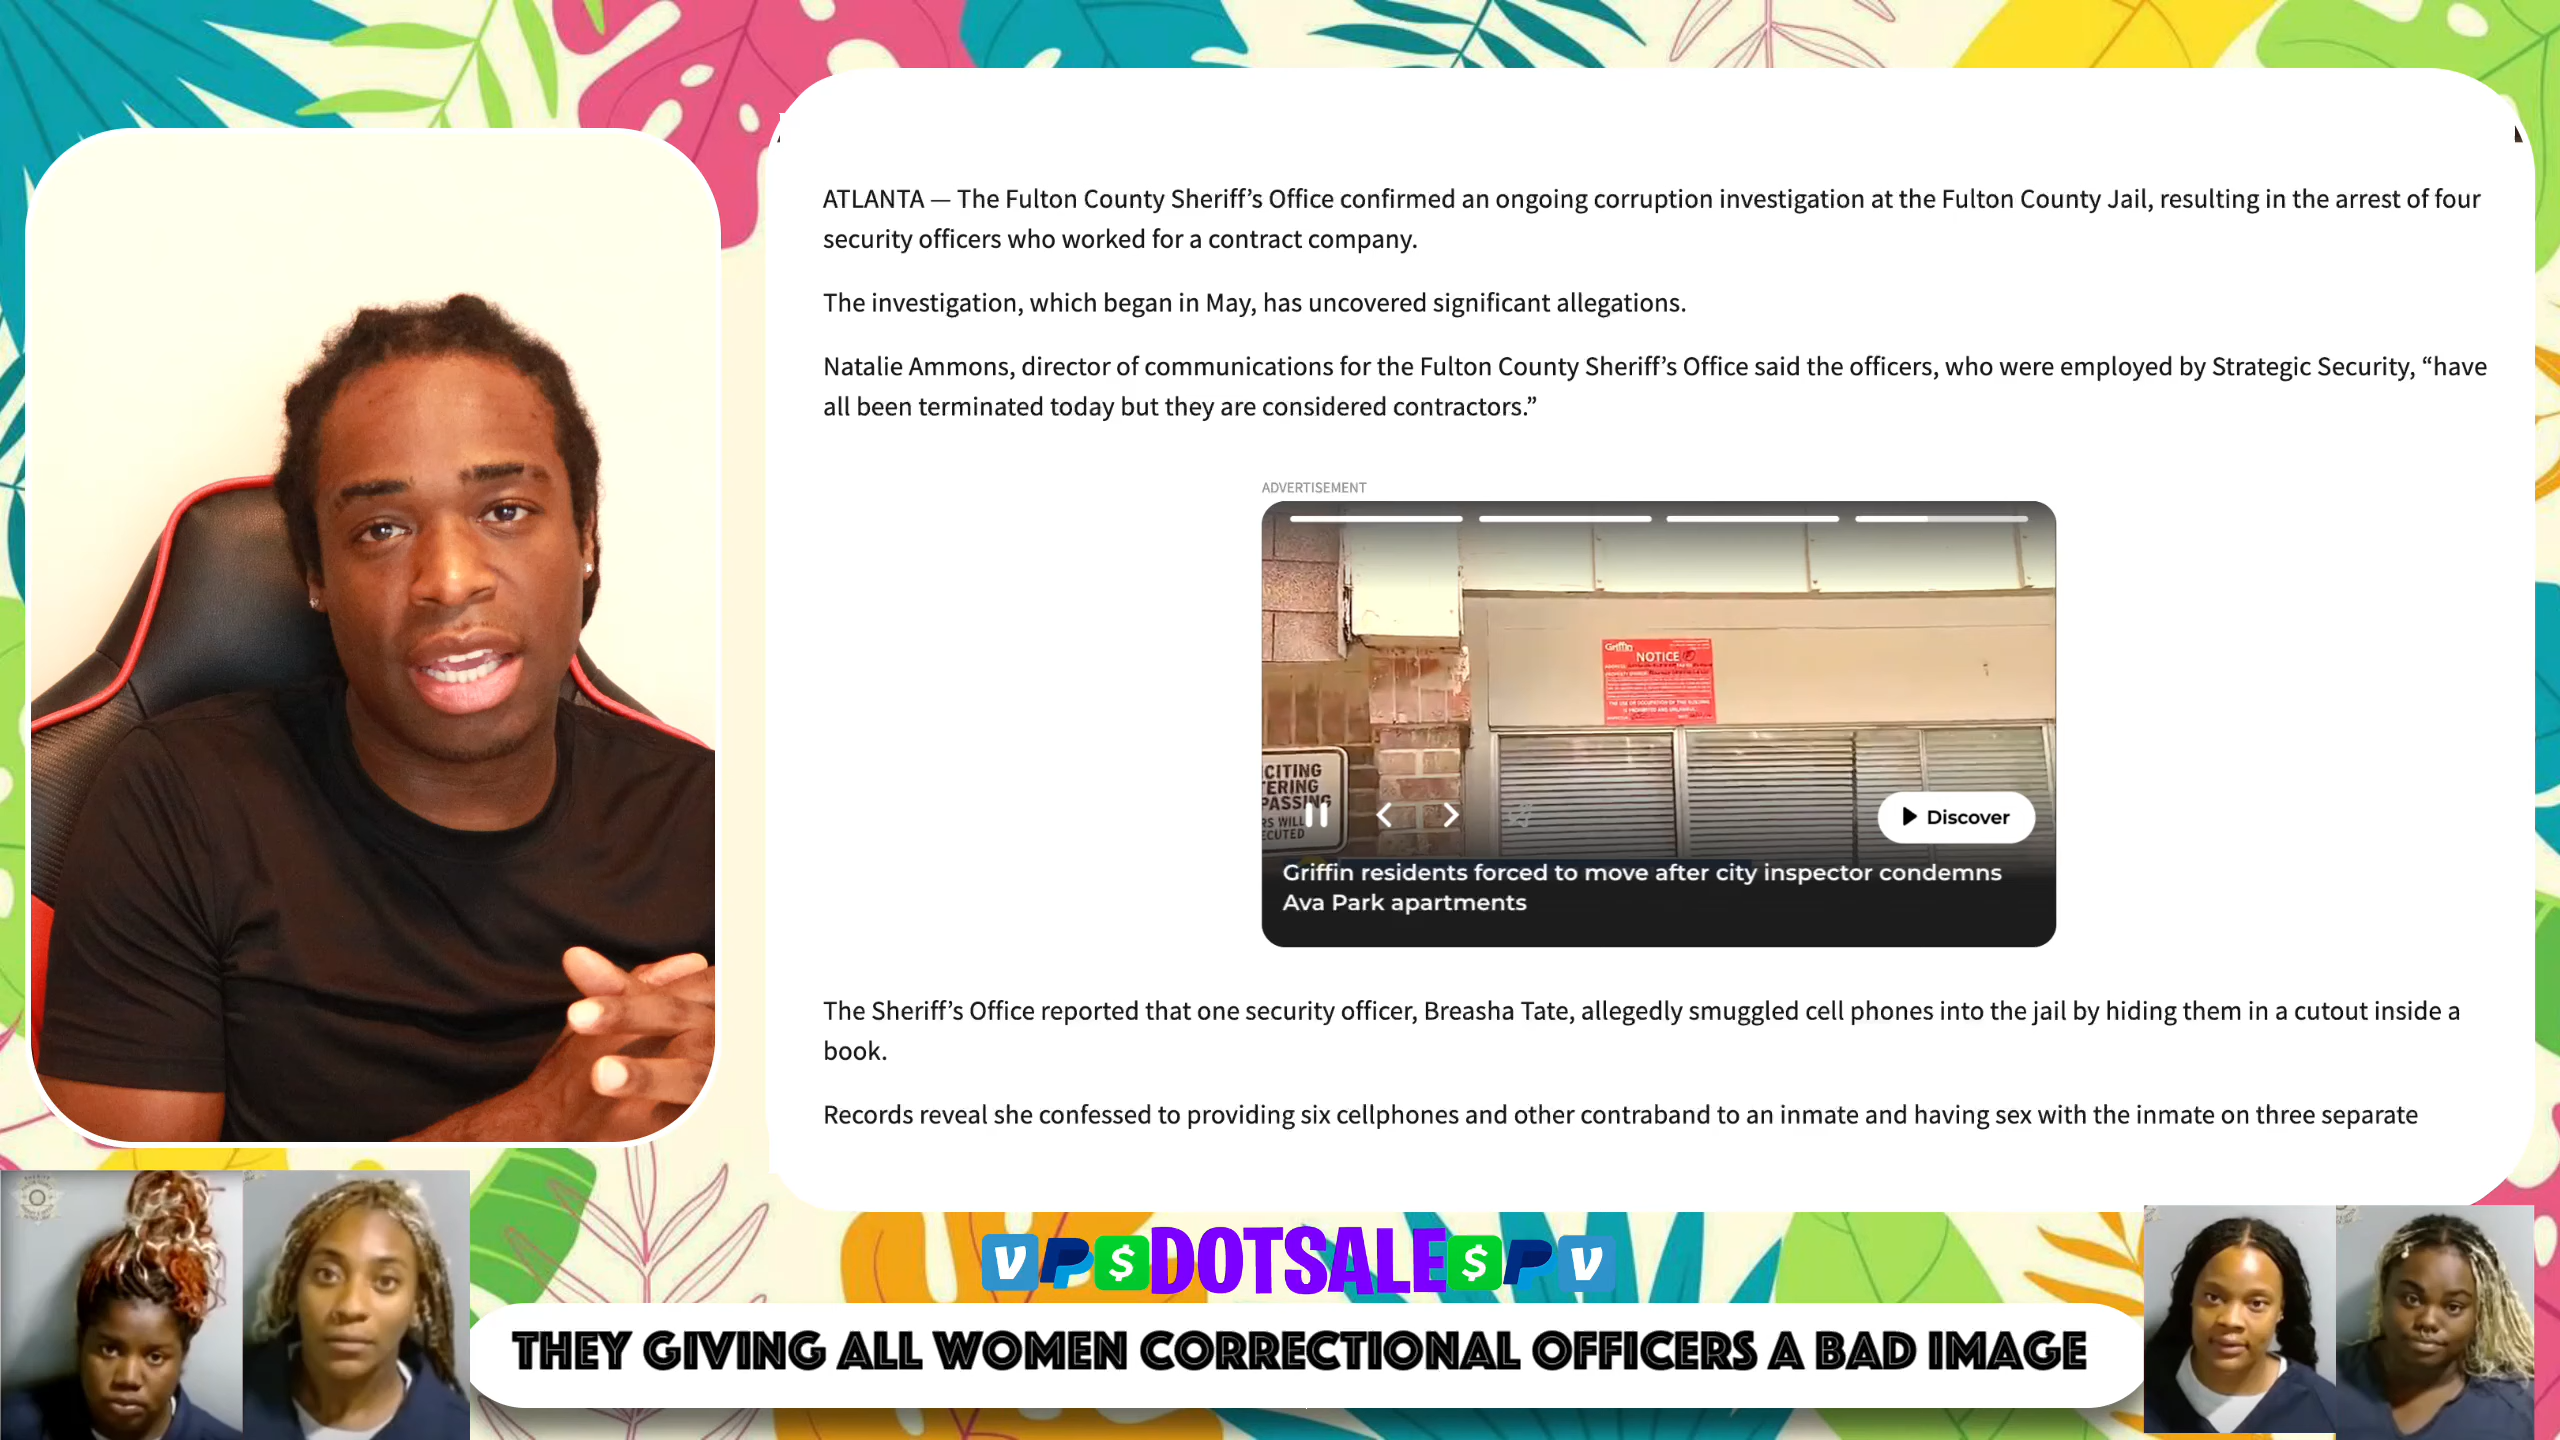 ATLANTA — The Fulton County Sheriff’s Office confirmed an ongoing corruption investigation at the Fulton County Jail, resulting in the arrest of four
security officers who worked for a contract company.
The investigation, which began in May, has uncovered significant allegations.
Natalie Ammons, director of communications for the Fulton County Sheriff’s Office said the officers, who were employed by Strategic Security, “have
all been terminated today but they are considered contractors.”
ADVERTISEMENT
Griffin
NOTICE
CITING
TERING
PASSING
RS WILL
ECUTED
Discover
Griffin residents forced to move after city inspector condemns
Ava Park apartments
The Sheriff’s Office reported that one security officer, Breasha Tate, allegedly smuggled cell phones into the jail by hiding them in a cutout inside a
book.
Records reveal she confessed to providing six cellphones and other contraband to an inmate and having sex with the inmate on three separate
V P $ DOTSALE $ P V
THEY GIVING ALL WOMEN CORRECTIONAL OFFICERS A BAD IMAGE